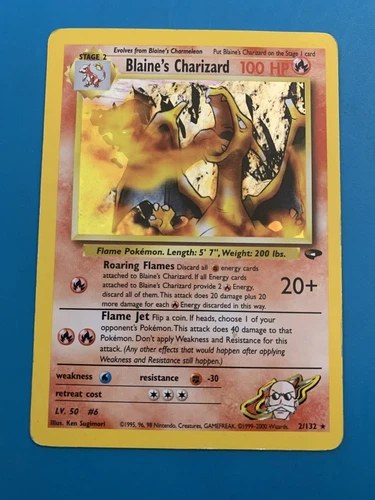 Evolves from Blaine's Charmeleon Put Blaine's Charizard on the Stage 1 card
STAGE 2
Blaine's Charizard 100 HP
Flame Pokémon. Length: 5' 7", Weight: 200 lbs.
Roaring Flames Discard all energy cards
attached to Blaine's Charizard. If all Energy cards
attached to Blaine's Charizard provide 2 Energy,
discard all of them. This attack does 20 damage plus 20
more damage for each Energy discarded in this way.
20+
Flame Jet Flip a coin. If heads, choose 1 of your
opponent's Pokémon. This attack does 40 damage to that
Pokémon. Don't apply Weakness and Resistance for this
attack. (Any other effects that would happen after applying
Weakness and Resistance still happen.)
weakness resistance -30
retreat cost
LV. 50 #6
Illus. Ken Sugimori ©1995, 96, 98 Nintendo, Creatures, GAMEFREAK. ©1999-2000 Wizards. 2/132 ★